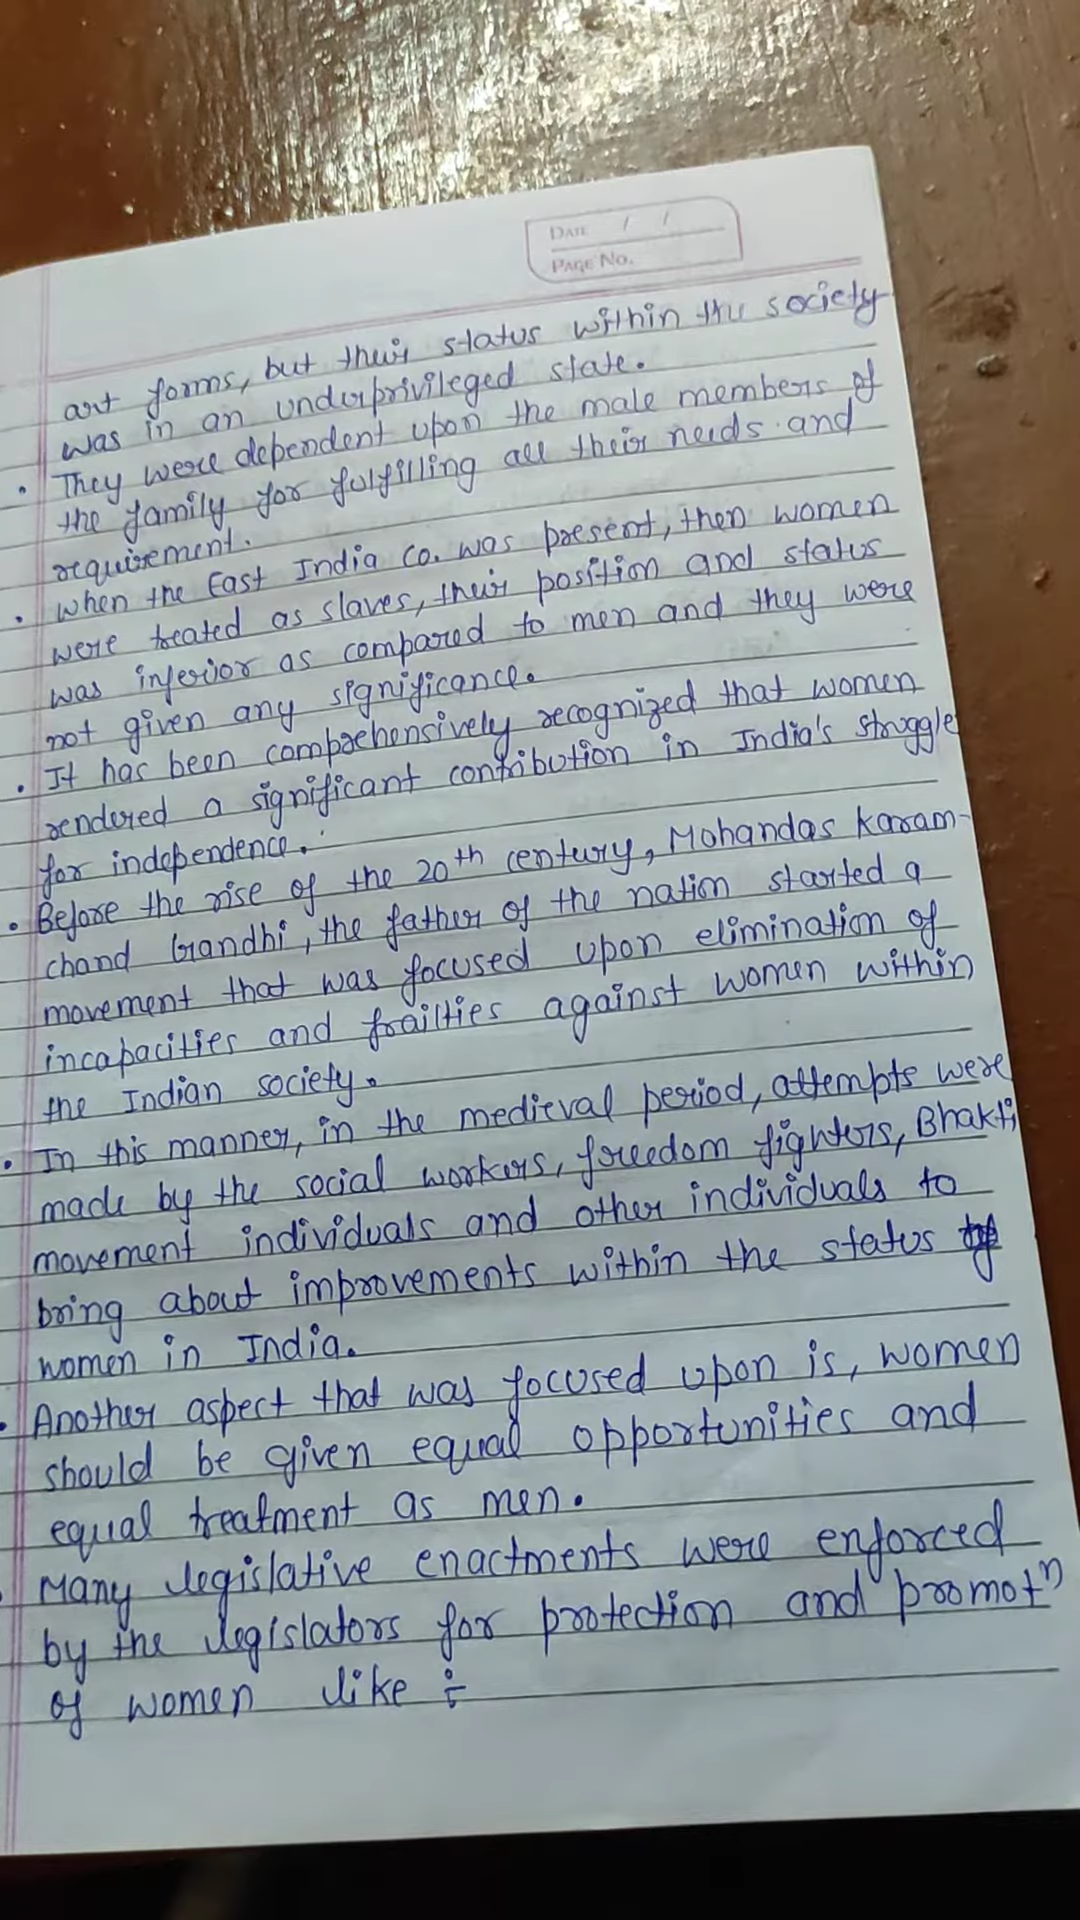 DATE / /
PAGE NO.
art forms, but their status within the society
was in an underprivileged state.
• They were dependent upon the male members of
the family for fulfilling all their needs and
requirement.
• When the East India Co. was present, then women
were treated as slaves, their position and status
was inferior as compared to men and they were
not given any significance.
• It has been comprehensively recognized that women
rendered a significant contribution in India's struggle
for independence.
• Before the rise of the 20th century, Mohandas Karam-
chand Gandhi, the father of the nation started a
movement that was focused upon elimination of
incapacities and frailties against women within
the Indian society.
• In this manner, in the medieval period, attempts were
made by the social workers, freedom fighters, Bhakti
movement individuals and other individuals to
bring about improvements within the status of
women in India.
• Another aspect that was focused upon is, women
should be given equal opportunities and
equal treatment as men.
• Many legislative enactments were enforced
by the legislators for protection and promotn
of women like :-